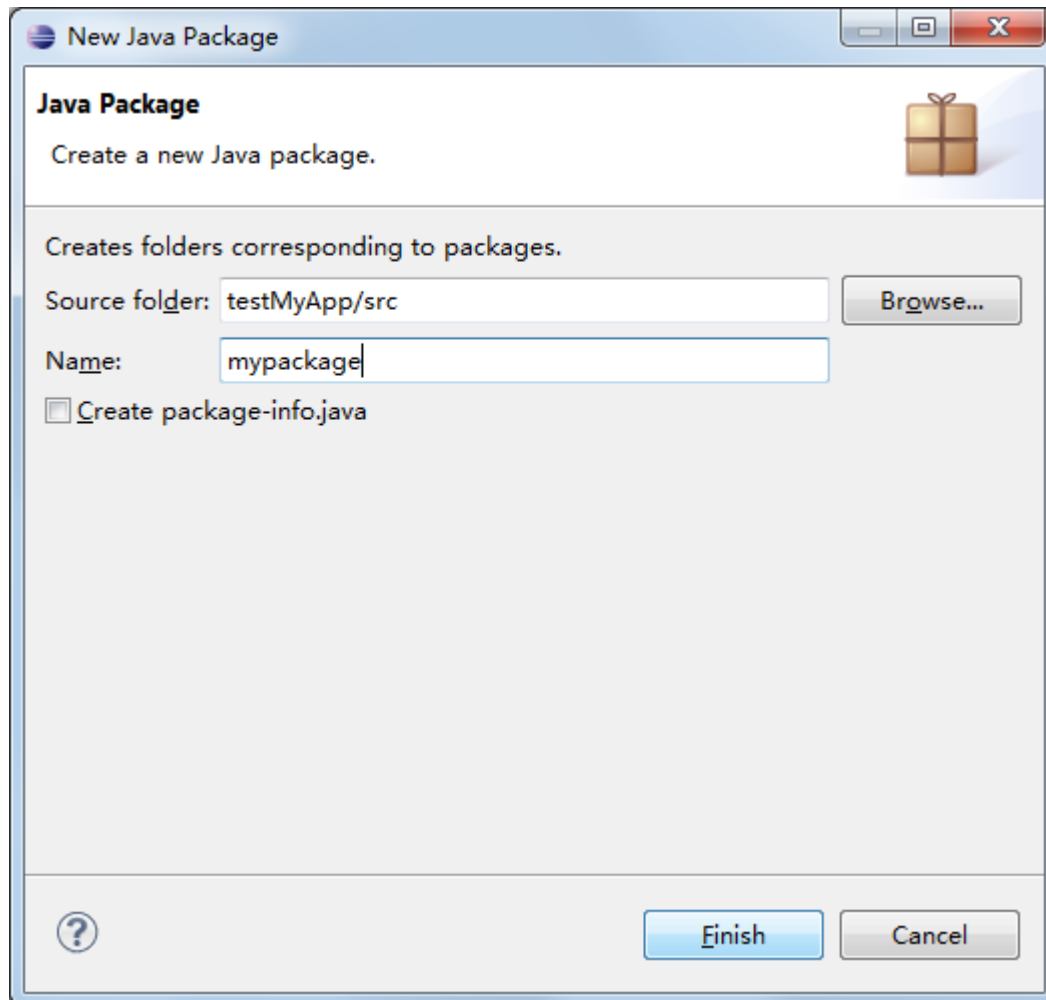 New Java Package
Java Package
Create a new Java package.
Creates folders corresponding to packages.
Source folder: testMyApp/src Browse...
Name: mypackage
Create package-info.java
? Finish Cancel